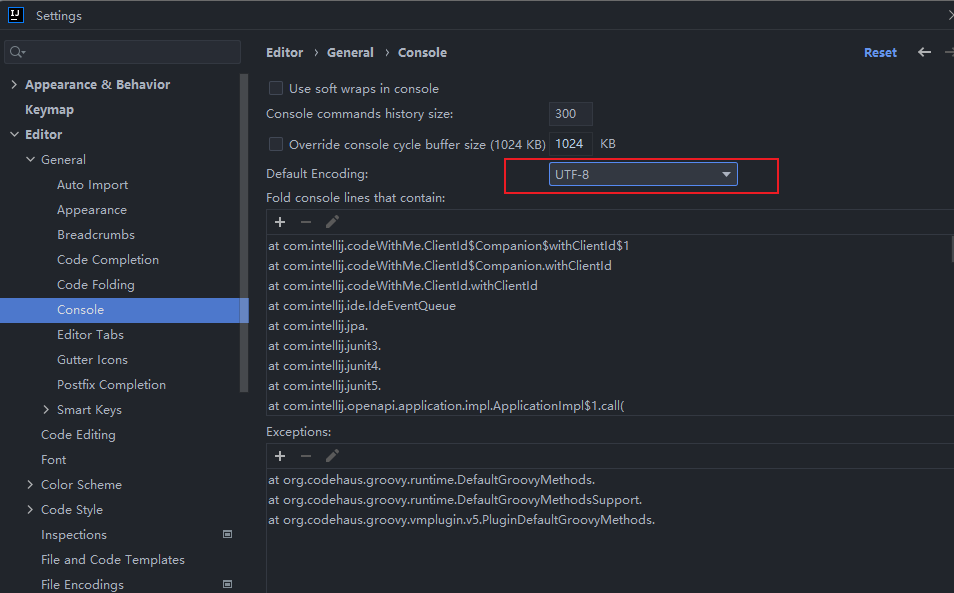 IJ Settings
Appearance & Behavior
Keymap
Editor
General
Auto Import
Appearance
Breadcrumbs
Code Completion
Code Folding
Console
Editor Tabs
Gutter Icons
Postfix Completion
Smart Keys
Code Editing
Font
Color Scheme
Code Style
Inspections
File and Code Templates
File Encodings
Editor › General › Console Reset
Use soft wraps in console
Console commands history size: 300
Override console cycle buffer size (1024 KB) 1024 KB
Default Encoding: UTF-8
Fold console lines that contain:
at com.intellij.codeWithMe.ClientId$Companion$withClientId$1
at com.intellij.codeWithMe.ClientId$Companion.withClientId
at com.intellij.codeWithMe.ClientId.withClientId
at com.intellij.ide.IdeEventQueue
at com.intellij.jpa.
at com.intellij.junit3.
at com.intellij.junit4.
at com.intellij.junit5.
at com.intellij.openapi.application.impl.ApplicationImpl$1.call(
Exceptions:
at org.codehaus.groovy.runtime.DefaultGroovyMethods.
at org.codehaus.groovy.runtime.DefaultGroovyMethodsSupport.
at org.codehaus.groovy.vmplugin.v5.PluginDefaultGroovyMethods.